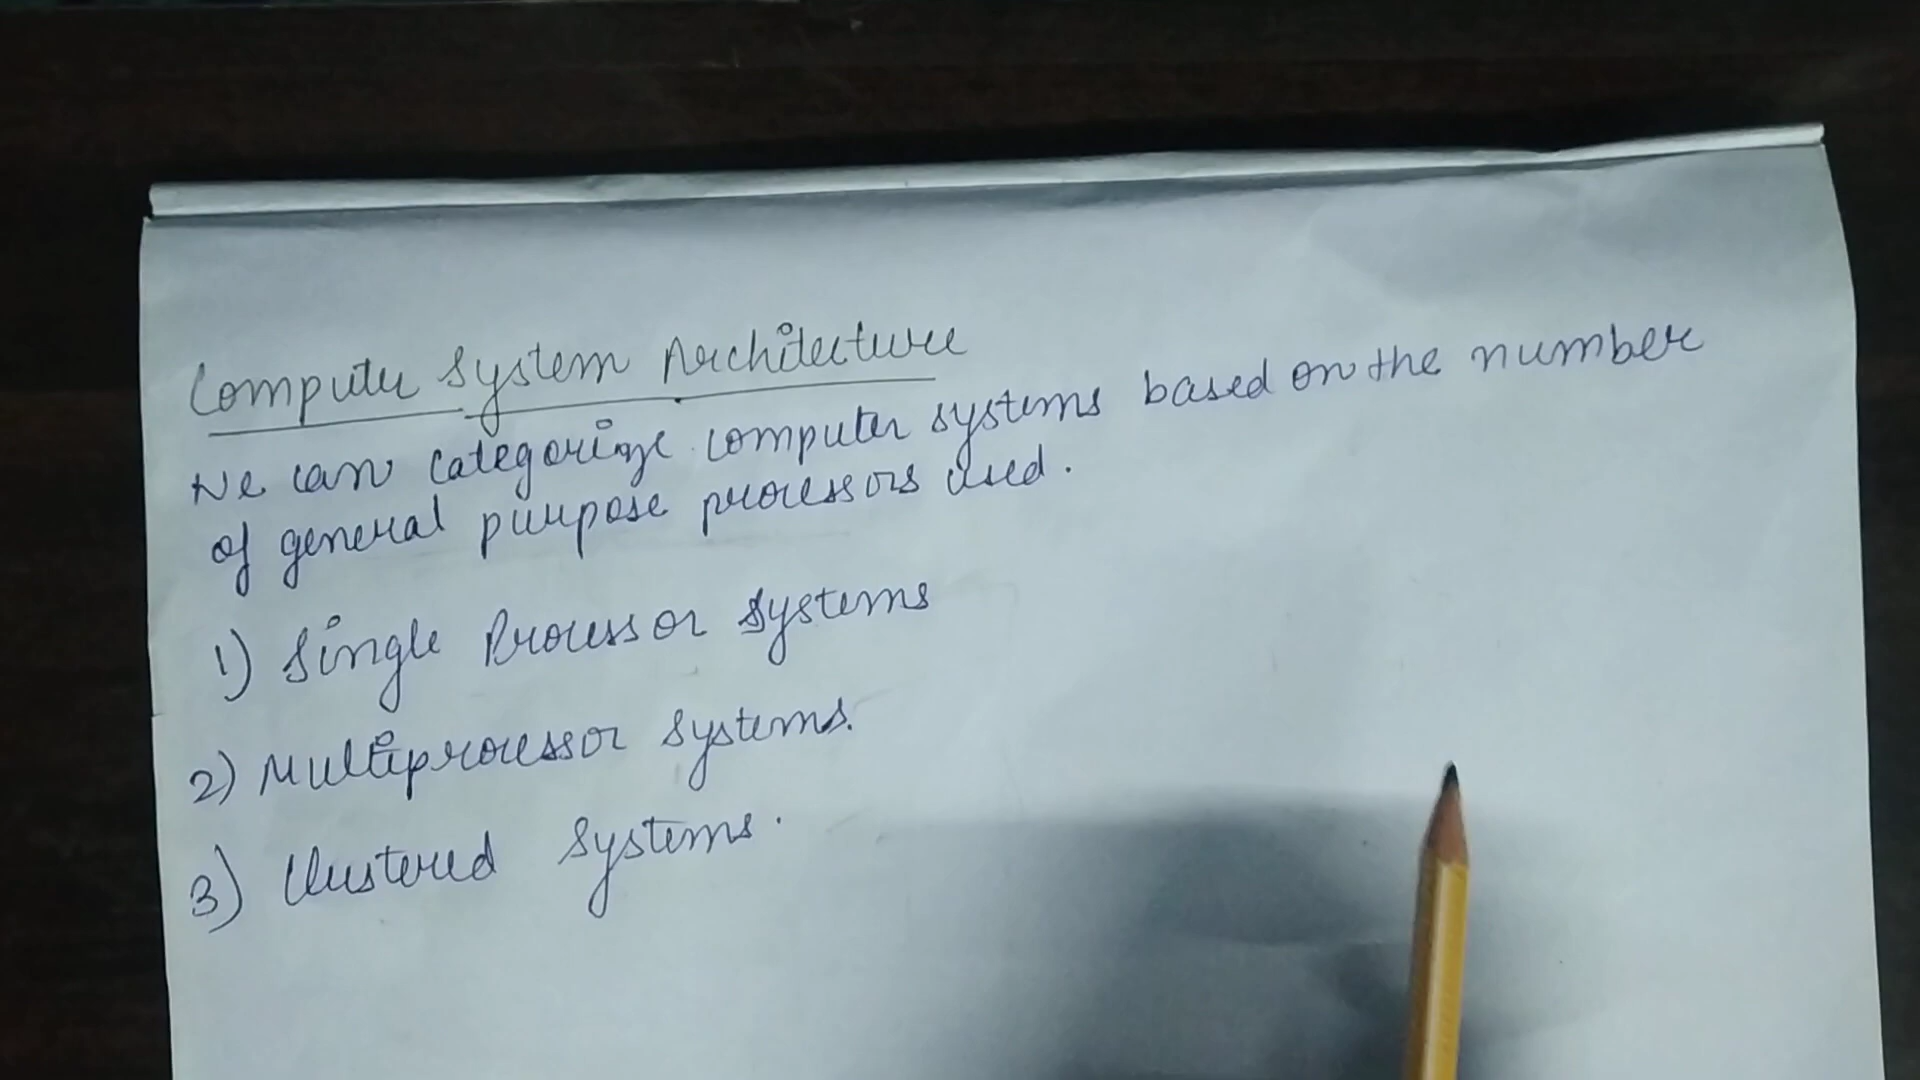 Computer System Architecture
We can categorize computer systems based on the number
of general purpose processors used.
1) Single Processor Systems
2) Multiprocessor Systems.
3) Clustered Systems.